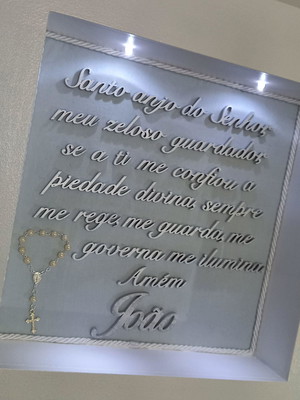 Santo anjo do Senhor,
meu zeloso guardador,
se a ti me confiou a
piedade divina, sempre
me rege, me guarda, me
governa, me ilumina.
Amém
João